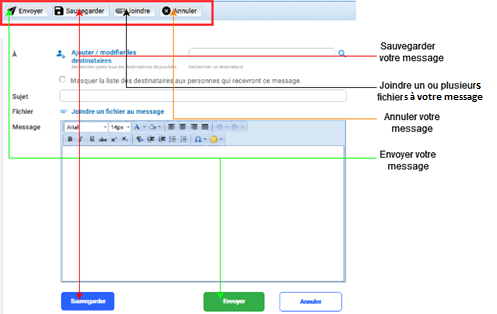 Envoyer Sauvegarder Joindre Annuler
À Ajouter / modifier les destinataires
Rechercher parmi tous les destinataires disponibles Rechercher un destinataire
Masquer la liste des destinataires aux personnes qui recevront ce message.
Sujet
Fichier Joindre un fichier au message
Message Arial 14px
Sauvegarder Envoyer Annuler
Sauvegarder
votre message
Joindre un ou plusieurs
fichiers à votre message
Annuler votre
message
Envoyer votre
message